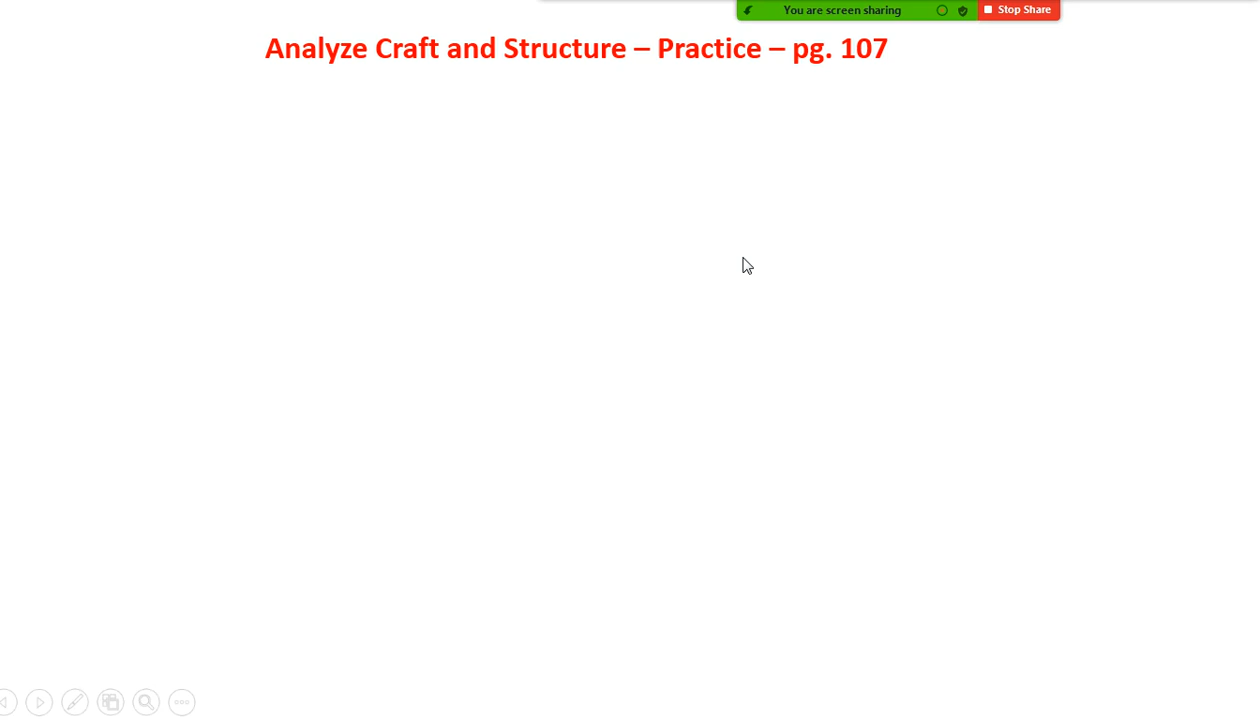 You are screen sharing
Stop Share
Analyze Craft and Structure – Practice – pg. 107